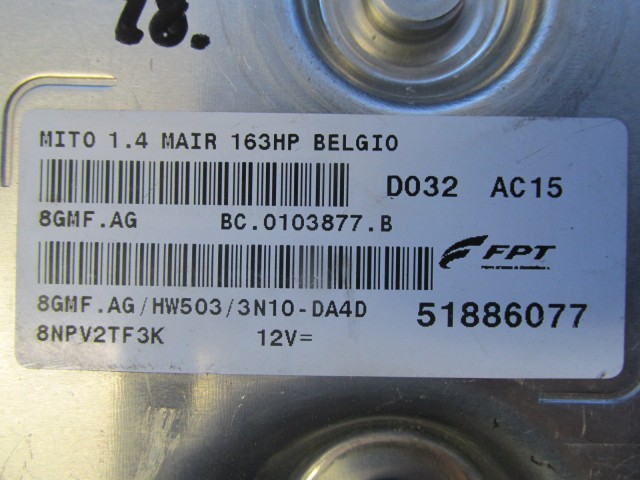 18.
MITO 1.4 MAIR 163HP BELGIO
D032 AC15
8GMF.AG BC.0103877.B
FPT
8GMF.AG/HW503/3N10-DA4D 51886077
8NPV2TF3K 12V=